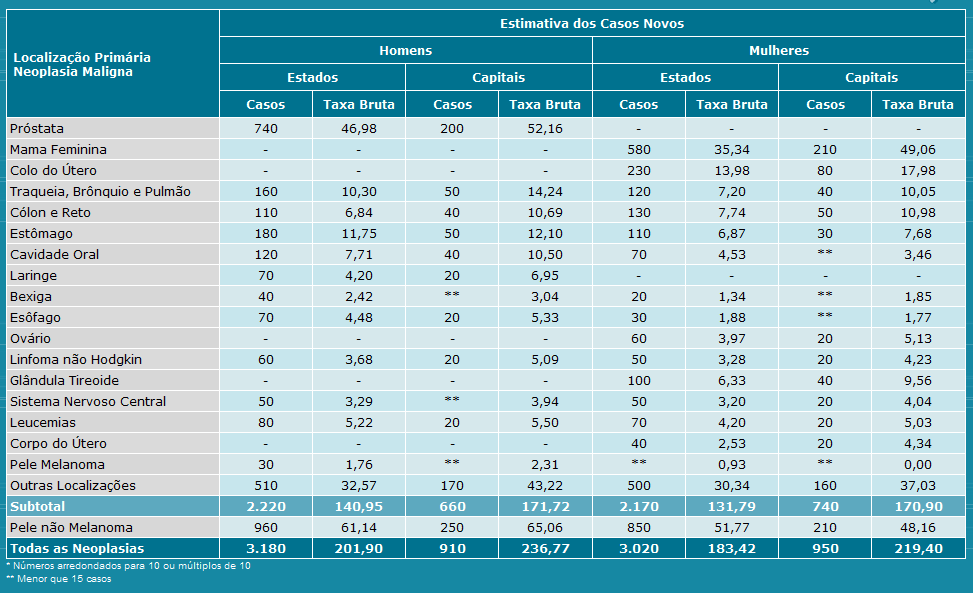 Estimativa dos Casos Novos
Localização Primária
Neoplasia Maligna
Homens Mulheres
Estados Capitais Estados Capitais
Casos Taxa Bruta Casos Taxa Bruta Casos Taxa Bruta Casos Taxa Bruta
Próstata 740 46,98 200 52,16 - - - -
Mama Feminina - - - - 580 35,34 210 49,06
Colo do Útero - - - - 230 13,98 80 17,98
Traqueia, Brônquio e Pulmão 160 10,30 50 14,24 120 7,20 40 10,05
Cólon e Reto 110 6,84 40 10,69 130 7,74 50 10,98
Estômago 180 11,75 50 12,10 110 6,87 30 7,68
Cavidade Oral 120 7,71 40 10,50 70 4,53 ** 3,46
Laringe 70 4,20 20 6,95 - - - -
Bexiga 40 2,42 ** 3,04 20 1,34 ** 1,85
Esôfago 70 4,48 20 5,33 30 1,88 ** 1,77
Ovário - - - - 60 3,97 20 5,13
Linfoma não Hodgkin 60 3,68 20 5,09 50 3,28 20 4,23
Glândula Tireoide - - - - 100 6,33 40 9,56
Sistema Nervoso Central 50 3,29 ** 3,94 50 3,20 20 4,04
Leucemias 80 5,22 20 5,50 70 4,20 20 5,03
Corpo do Útero - - - - 40 2,53 20 4,34
Pele Melanoma 30 1,76 ** 2,31 ** 0,93 ** 0,00
Outras Localizações 510 32,57 170 43,22 500 30,34 160 37,03
Subtotal 2.220 140,95 660 171,72 2.170 131,79 740 170,90
Pele não Melanoma 960 61,14 250 65,06 850 51,77 210 48,16
Todas as Neoplasias 3.180 201,90 910 236,77 3.020 183,42 950 219,40
* Números arredondados para 10 ou múltiplos de 10
** Menor que 15 casos